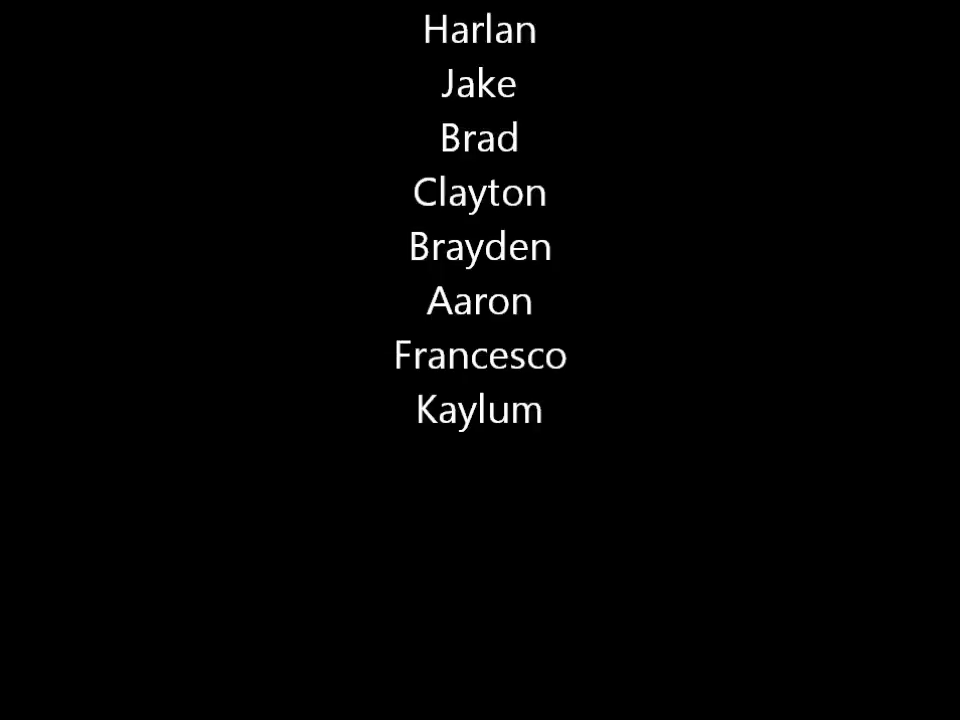 Harlan
Jake
Brad
Clayton
Brayden
Aaron
Francesco
Kaylum